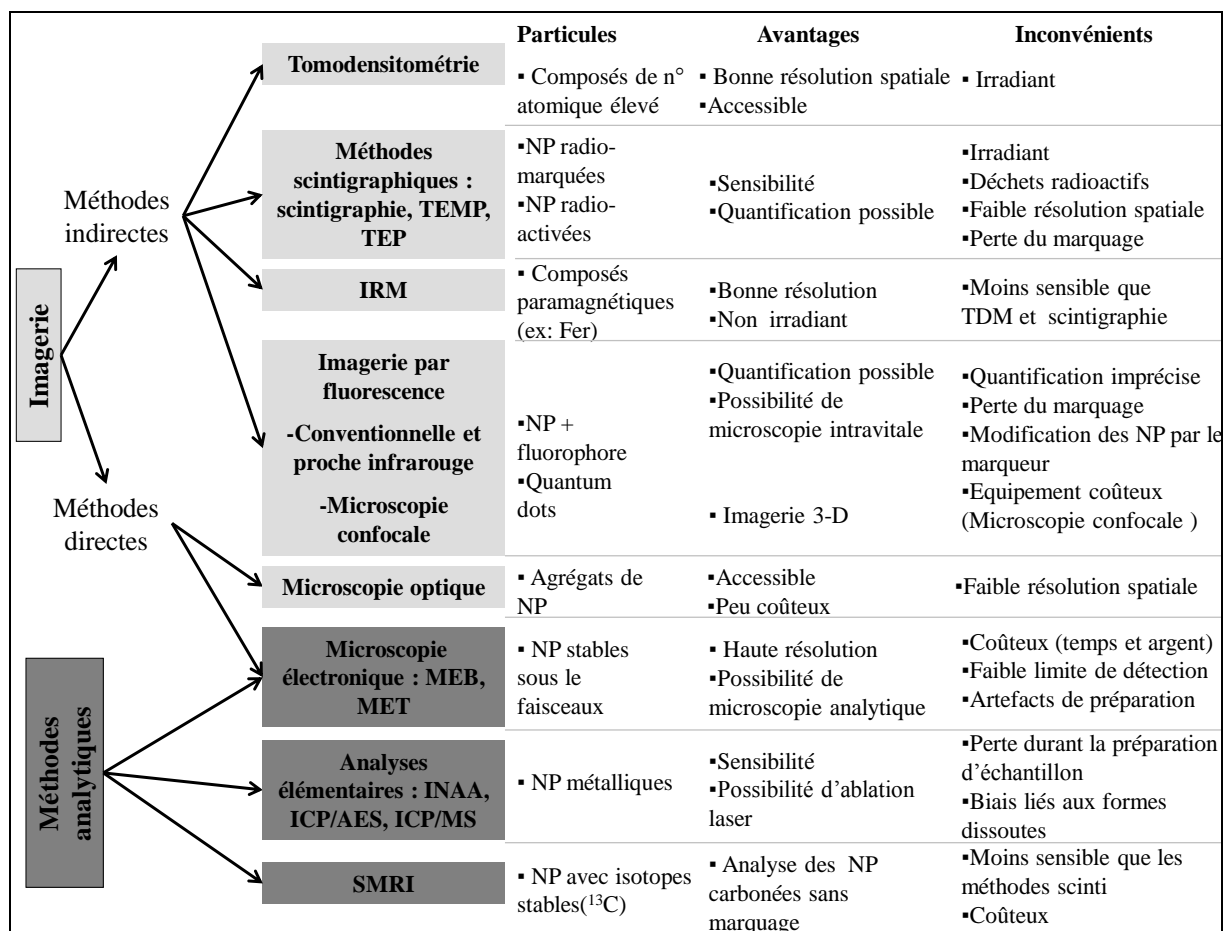 Particules
Avantages
Inconvénients
Tomodensitométrie
▪ Composés de n°
atomique élevé
▪ Bonne résolution spatiale
▪Accessible
▪ Irradiant
Méthodes
scintigraphiques :
scintigraphie, TEMP,
TEP
▪NP radio-
marquées
▪NP radio-
activées
▪Sensibilité
▪Quantification possible
▪Irradiant
▪Déchets radioactifs
▪Faible résolution spatiale
▪Perte du marquage
Méthodes
indirectes
IRM
▪ Composés
paramagnétiques
(ex: Fer)
▪Bonne résolution
▪Non irradiant
▪Moins sensible que
TDM et scintigraphie
Imagerie
Imagerie par
fluorescence
-Conventionnelle et
proche infrarouge
-Microscopie
confocale
▪NP +
fluorophore
▪Quantum
dots
▪Quantification possible
▪Possibilité de
microscopie intravitale
▪ Imagerie 3-D
▪Quantification imprécise
▪Perte du marquage
▪Modification des NP par le
marqueur
▪Equipement coûteux
(Microscopie confocale )
Méthodes
directes
Microscopie optique
▪ Agrégats de
NP
▪Accessible
▪Peu coûteux
▪Faible résolution spatiale
Microscopie
électronique : MEB,
MET
▪ NP stables
sous le
faisceaux
▪ Haute résolution
▪Possibilité de
microscopie analytique
▪Coûteux (temps et argent)
▪Faible limite de détection
▪Artefacts de préparation
Méthodes
analytiques
Analyses
élémentaires : INAA,
ICP/AES, ICP/MS
▪ NP métalliques
▪Sensibilité
▪Possibilité d’ablation
laser
▪Perte durant la préparation
d’échantillon
▪Biais liés aux formes
dissoutes
SMRI
▪ NP avec isotopes
stables(¹³C)
▪ Analyse des NP
carbonées sans
marquage
▪Moins sensible que les
méthodes scinti
▪Coûteux